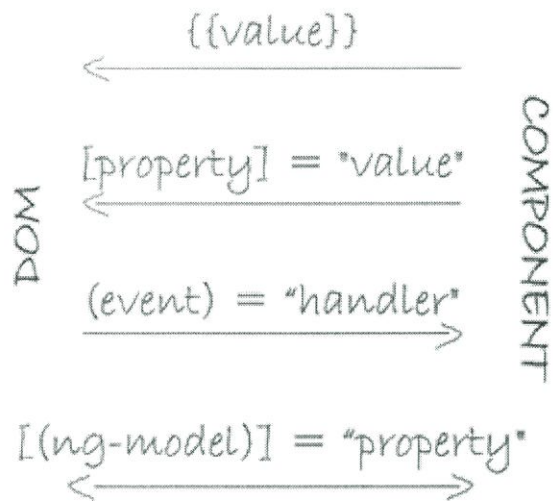 {{value}}
[property] = "value"
DOM
COMPONENT
(event) = "handler"
[(ng-model)] = "property"